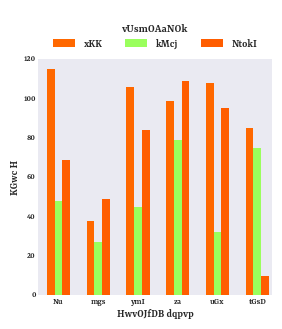 vUsmOAaNOk
xKK kMcj NtokI
KGwc H
120
100
80
60
40
20
0
Nu mgs ymI za uGx tGsD
HwvOJfDB dqpvp